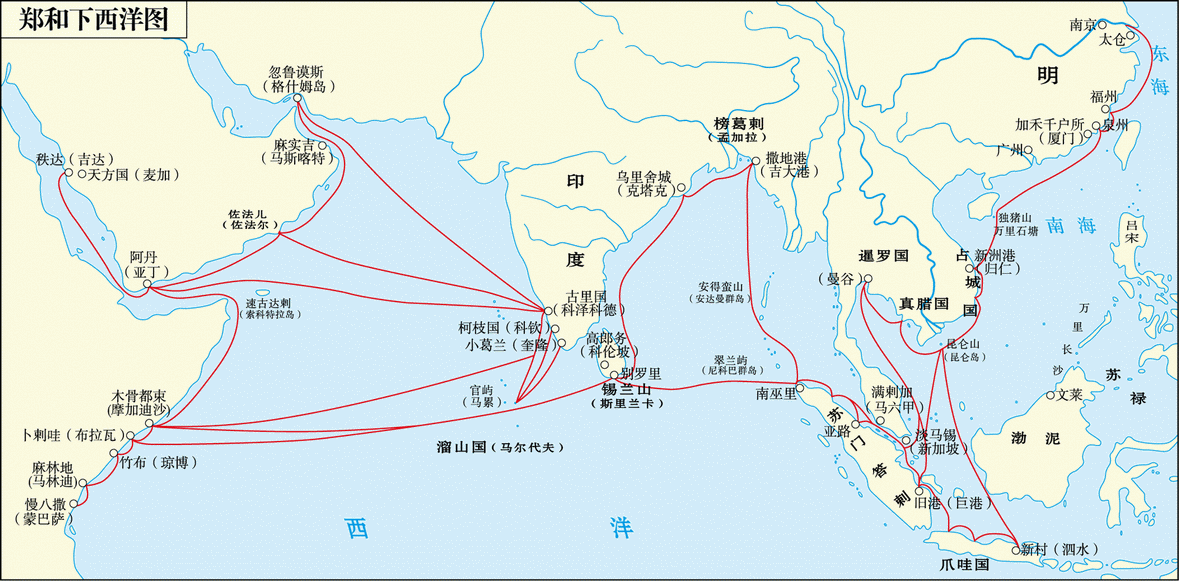 郑和下西洋图
南京
太仓
东海
明
忽鲁谟斯
（格什姆岛）
福州
泉州
加禾千户所
（厦门）
广州
榜葛剌
（孟加拉）
麻实吉
（马斯喀特）
秩达（吉达）
天方国（麦加）
撒地港
（吉大港）
乌里舍城
（克塔克）
印
度
佐法儿
（佐法尔）
独猪山
万里石塘
南海
吕宋
阿丹
（亚丁）
暹罗国
占城国
新洲港
（归仁）
（曼谷）
真腊国
安得蛮山
（安达曼群岛）
速古达剌
（索科特拉岛）
古里国
（科泽科德）
柯枝国（科钦）
小葛兰（奎隆）
高郎务
（科伦坡）
别罗里
锡兰山
（斯里兰卡）
翠兰屿
（尼科巴群岛）
昆仑山
（昆仑岛）
万里长沙
苏禄
官屿
（马累）
南巫里
满剌加
（马六甲）
文莱
木骨都束
（摩加迪沙）
卜剌哇（布拉瓦）
竹布（琼博）
溜山国（马尔代夫）
苏门答剌
亚路
淡马锡
（新加坡）
渤泥
麻林地
（马林迪）
慢八撒
（蒙巴萨）
旧港（巨港）
西洋
新村（泗水）
爪哇国